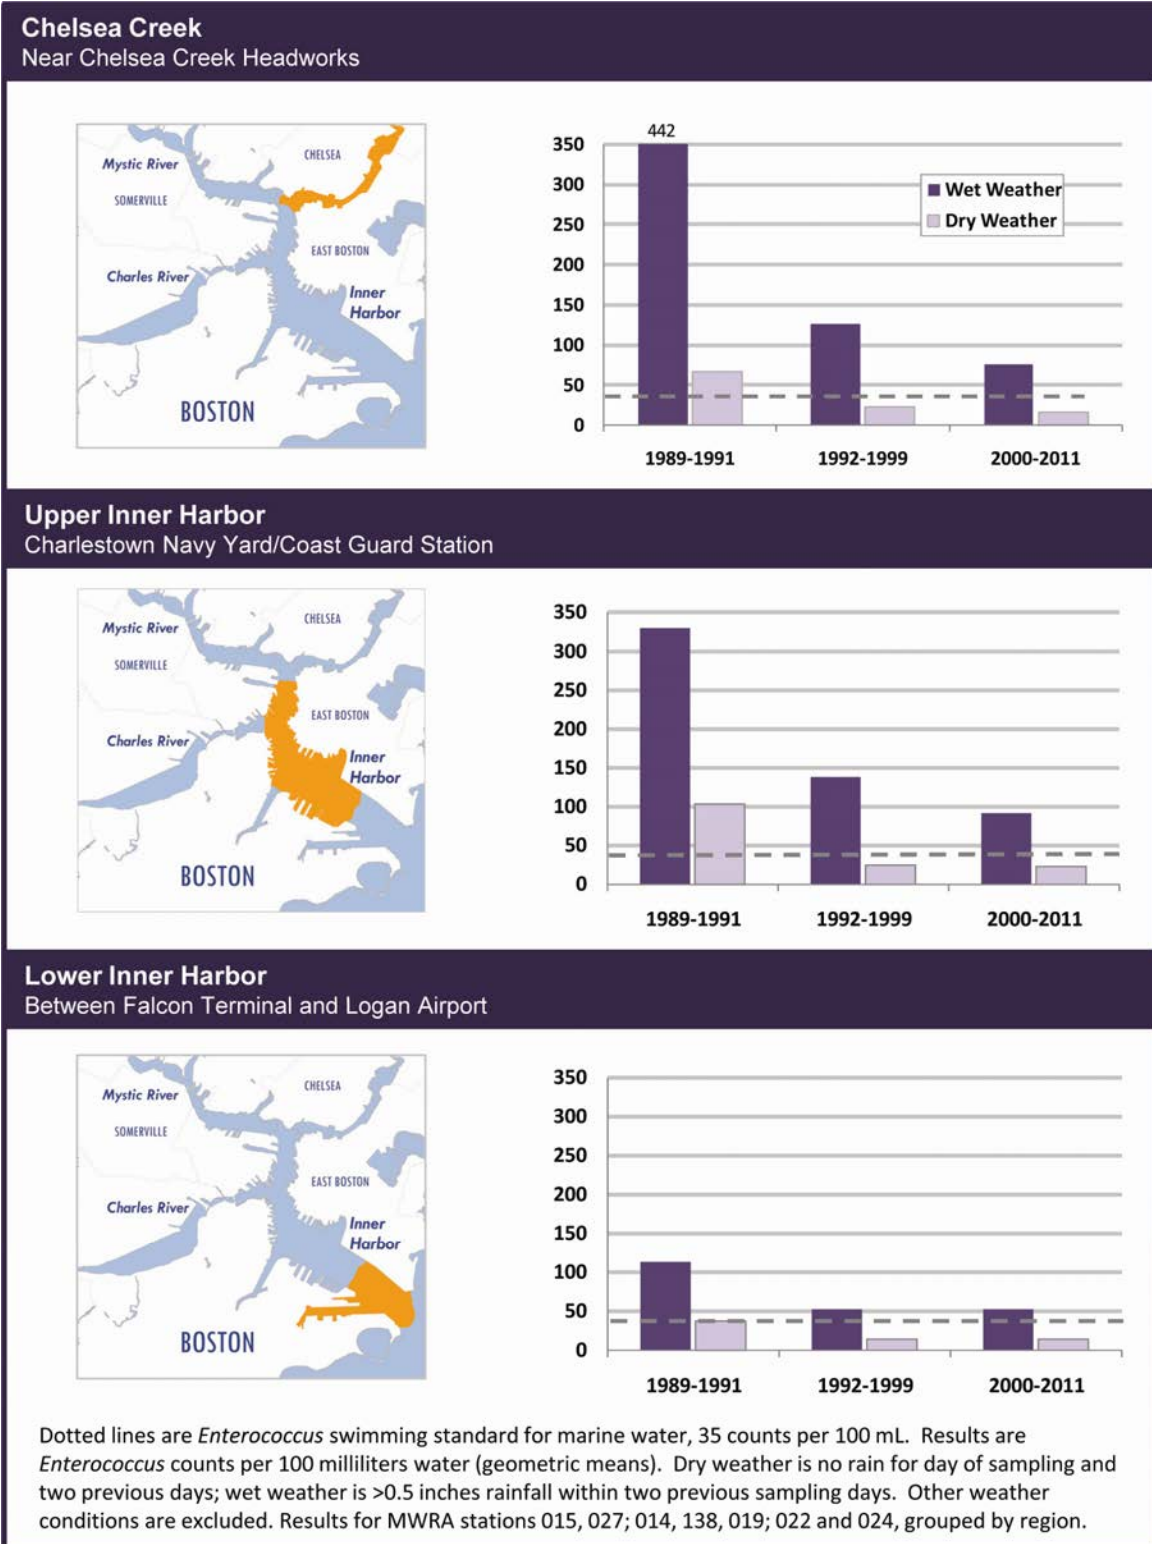 Chelsea Creek
Near Chelsea Creek Headworks
Mystic River
CHELSEA
SOMERVILLE
EAST BOSTON
Charles River
Inner
Harbor
BOSTON
442
350
300
250
200
150
100
50
0
Wet Weather
Dry Weather
1989-1991 1992-1999 2000-2011
Upper Inner Harbor
Charlestown Navy Yard/Coast Guard Station
Mystic River
CHELSEA
SOMERVILLE
EAST BOSTON
Charles River
Inner
Harbor
BOSTON
350
300
250
200
150
100
50
0
1989-1991 1992-1999 2000-2011
Lower Inner Harbor
Between Falcon Terminal and Logan Airport
Mystic River
CHELSEA
SOMERVILLE
EAST BOSTON
Charles River
Inner
Harbor
BOSTON
350
300
250
200
150
100
50
0
1989-1991 1992-1999 2000-2011
Dotted lines are Enterococcus swimming standard for marine water, 35 counts per 100 mL. Results are
Enterococcus counts per 100 milliliters water (geometric means). Dry weather is no rain for day of sampling and
two previous days; wet weather is >0.5 inches rainfall within two previous sampling days. Other weather
conditions are excluded. Results for MWRA stations 015, 027; 014, 138, 019; 022 and 024, grouped by region.